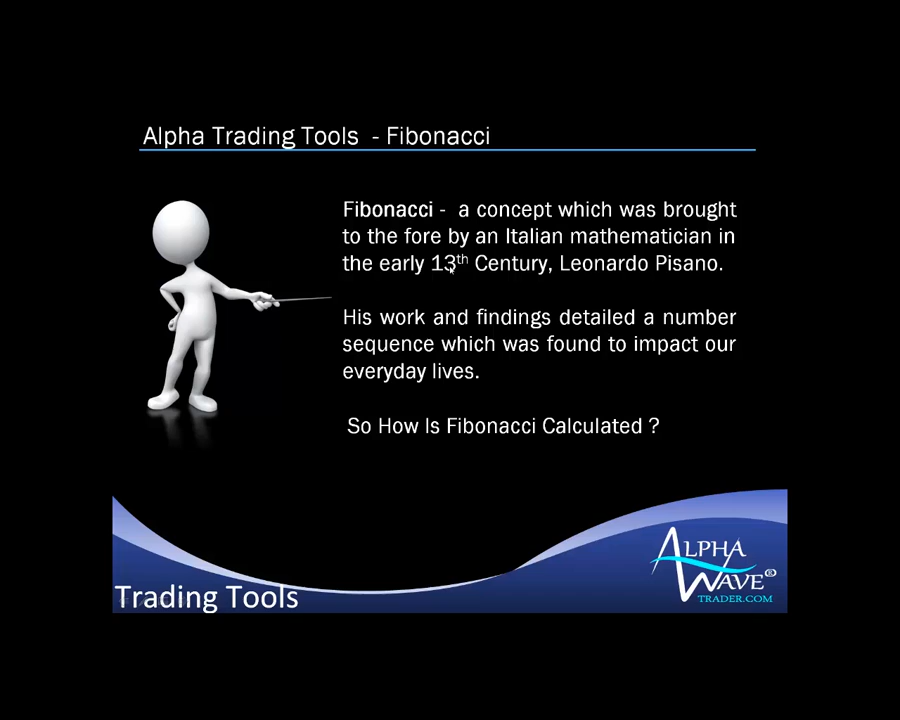 Alpha Trading Tools - Fibonacci
Fibonacci - a concept which was brought
to the fore by an Italian mathematician in
the early 13th Century, Leonardo Pisano.
His work and findings detailed a number
sequence which was found to impact our
everyday lives.
So How Is Fibonacci Calculated ?
Trading Tools
ALPHA
WAVE®
TRADER.COM